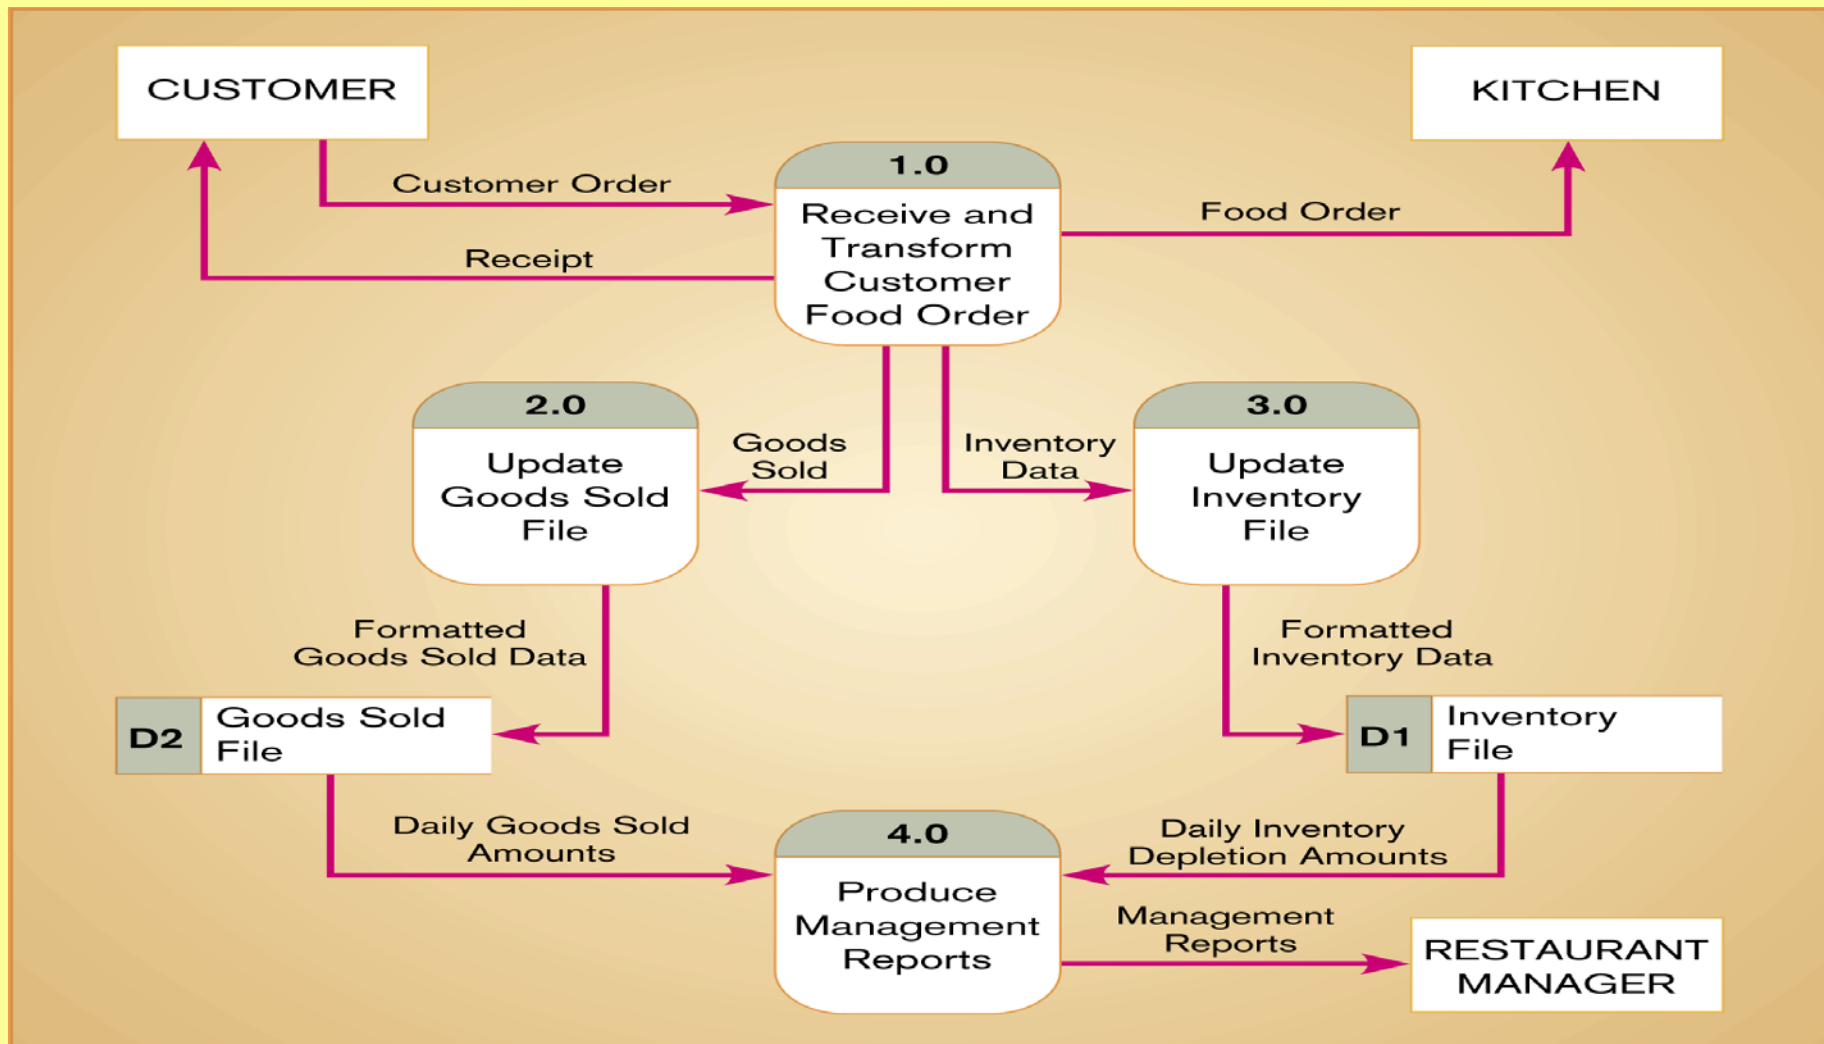 CUSTOMER
KITCHEN
1.0
Receive and
Transform
Customer
Food Order
Customer Order
Receipt
Food Order
2.0
Update
Goods Sold
File
Goods
Sold
Inventory
Data
3.0
Update
Inventory
File
Formatted
Goods Sold Data
Formatted
Inventory Data
D2
Goods Sold
File
D1
Inventory
File
Daily Goods Sold
Amounts
4.0
Produce
Management
Reports
Daily Inventory
Depletion Amounts
Management
Reports
RESTAURANT
MANAGER